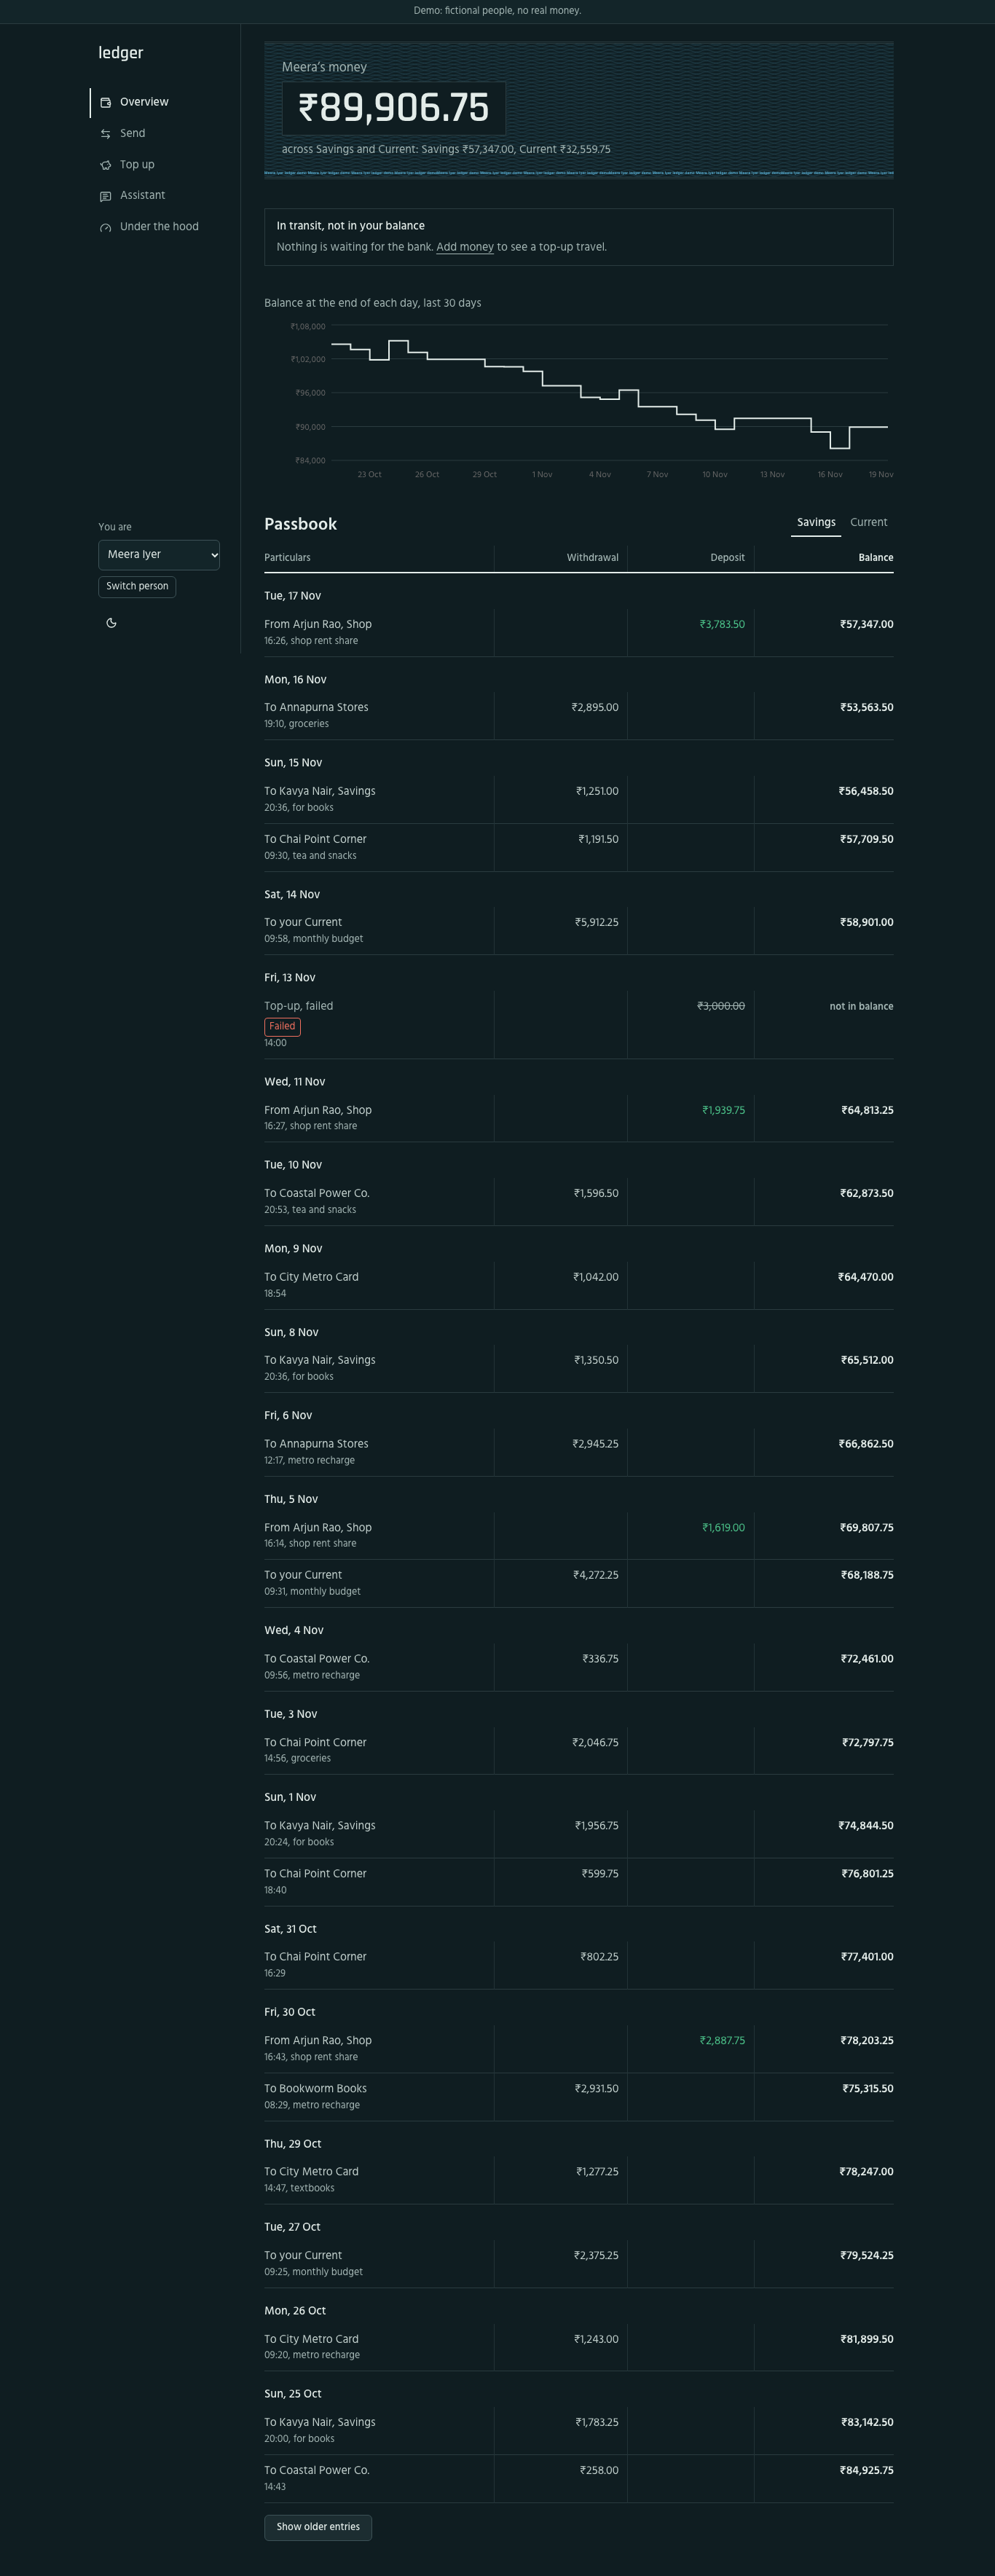 Demo: fictional people, no real money.
ledger
Overview
Send
Top up
Assistant
Under the hood
You are
Meera Iyer
Switch person
Meera's money
₹89,906.75
across Savings and Current: Savings ₹57,347.00, Current ₹32,559.75
In transit, not in your balance
Nothing is waiting for the bank. Add money to see a top-up travel.
Balance at the end of each day, last 30 days
₹1,08,000
₹1,02,000
₹96,000
₹90,000
₹84,000
23 Oct 26 Oct 29 Oct 1 Nov 4 Nov 7 Nov 10 Nov 13 Nov 16 Nov 19 Nov
Passbook Savings Current
Particulars Withdrawal Deposit Balance
Tue, 17 Nov
From Arjun Rao, Shop ₹3,783.50 ₹57,347.00
16:26, shop rent share
Mon, 16 Nov
To Annapurna Stores ₹2,895.00 ₹53,563.50
19:10, groceries
Sun, 15 Nov
To Kavya Nair, Savings ₹1,251.00 ₹56,458.50
20:36, for books
To Chai Point Corner ₹1,191.50 ₹57,709.50
09:30, tea and snacks
Sat, 14 Nov
To your Current ₹5,912.25 ₹58,901.00
09:58, monthly budget
Fri, 13 Nov
Top-up, failed ₹3,000.00 not in balance
Failed
14:00
Wed, 11 Nov
From Arjun Rao, Shop ₹1,939.75 ₹64,813.25
16:27, shop rent share
Tue, 10 Nov
To Coastal Power Co. ₹1,596.50 ₹62,873.50
20:53, tea and snacks
Mon, 9 Nov
To City Metro Card ₹1,042.00 ₹64,470.00
18:54
Sun, 8 Nov
To Kavya Nair, Savings ₹1,350.50 ₹65,512.00
20:36, for books
Fri, 6 Nov
To Annapurna Stores ₹2,945.25 ₹66,862.50
12:17, metro recharge
Thu, 5 Nov
From Arjun Rao, Shop ₹1,619.00 ₹69,807.75
16:14, shop rent share
To your Current ₹4,272.25 ₹68,188.75
09:31, monthly budget
Wed, 4 Nov
To Coastal Power Co. ₹336.75 ₹72,461.00
09:56, metro recharge
Tue, 3 Nov
To Chai Point Corner ₹2,046.75 ₹72,797.75
14:56, groceries
Sun, 1 Nov
To Kavya Nair, Savings ₹1,956.75 ₹74,844.50
20:24, for books
To Chai Point Corner ₹599.75 ₹76,801.25
18:40
Sat, 31 Oct
To Chai Point Corner ₹802.25 ₹77,401.00
16:29
Fri, 30 Oct
From Arjun Rao, Shop ₹2,887.75 ₹78,203.25
16:43, shop rent share
To Bookworm Books ₹2,931.50 ₹75,315.50
08:29, metro recharge
Thu, 29 Oct
To City Metro Card ₹1,277.25 ₹78,247.00
14:47, textbooks
Tue, 27 Oct
To your Current ₹2,375.25 ₹79,524.25
09:25, monthly budget
Mon, 26 Oct
To City Metro Card ₹1,243.00 ₹81,899.50
09:20, metro recharge
Sun, 25 Oct
To Kavya Nair, Savings ₹1,783.25 ₹83,142.50
20:00, for books
To Coastal Power Co. ₹258.00 ₹84,925.75
14:43
Show older entries